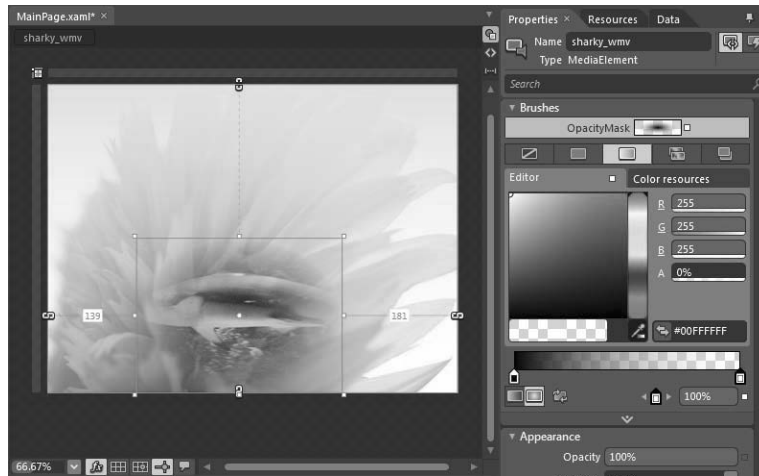 MainPage.xaml* ×
sharky_wmv
139
181
66,67%
fx
Properties ×
Resources
Data
Name sharky_wmv
Type MediaElement
Search
Brushes
OpacityMask
Editor
Color resources
R 255
G 255
B 255
A 0%
#00FFFFFF
100%
Appearance
Opacity 100%